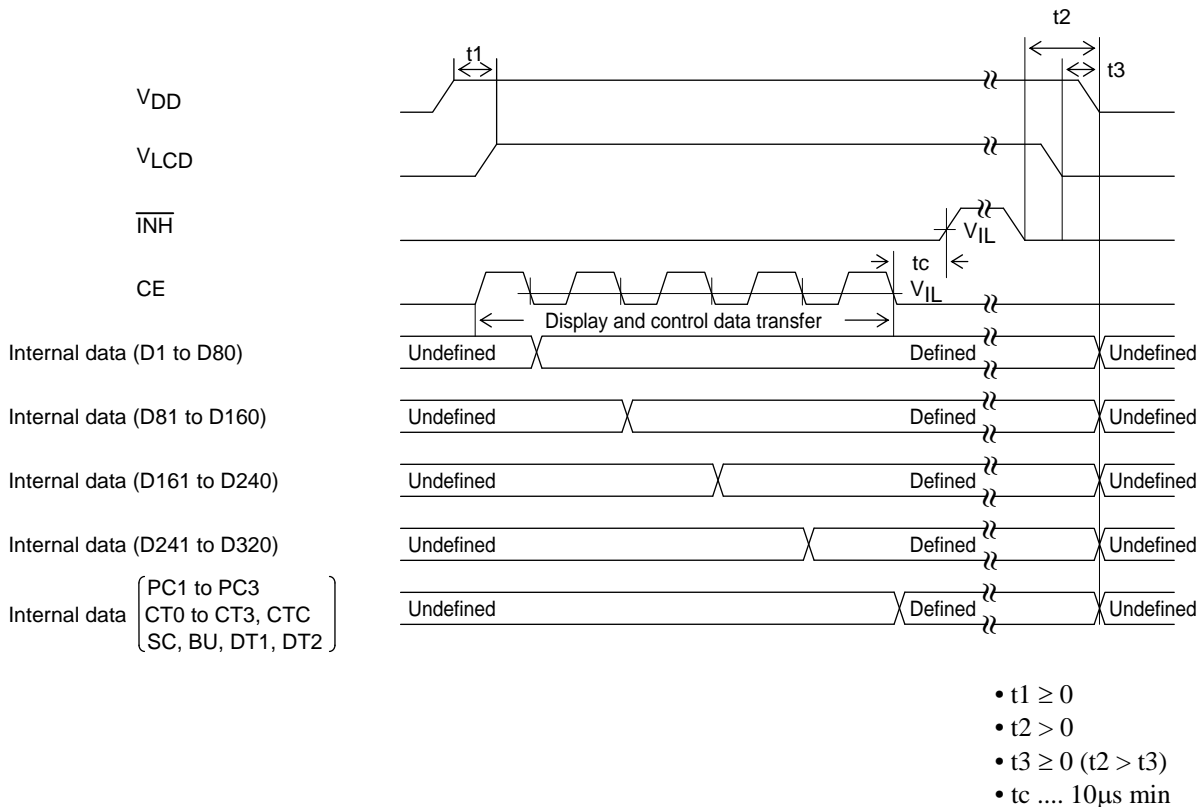 t2
t1
t3
VDD
VLCD
INH
VIL
tc
CE
VIL
Display and control data transfer
Internal data (D1 to D80) Undefined Defined Undefined
Internal data (D81 to D160) Undefined Defined Undefined
Internal data (D161 to D240) Undefined Defined Undefined
Internal data (D241 to D320) Undefined Defined Undefined
PC1 to PC3
Internal data CT0 to CT3, CTC Undefined Defined Undefined
SC, BU, DT1, DT2
• t1 ≥ 0
• t2 > 0
• t3 ≥ 0 (t2 > t3)
• tc .... 10μs min